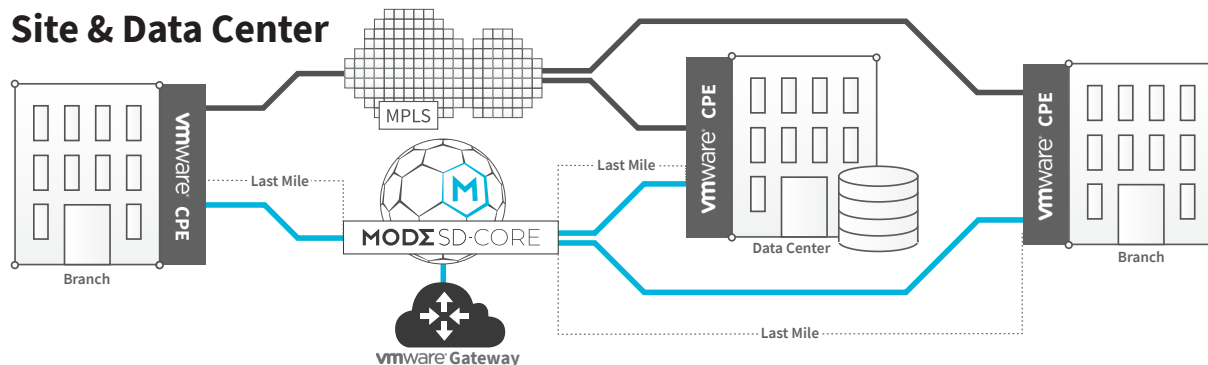 Site & Data Center
MPLS
vmware® CPE
Last Mile
M
MODΣ SD-CORE
Branch
vmware® Gateway
Last Mile
vmware® CPE
Data Center
Last Mile
vmware® CPE
Branch